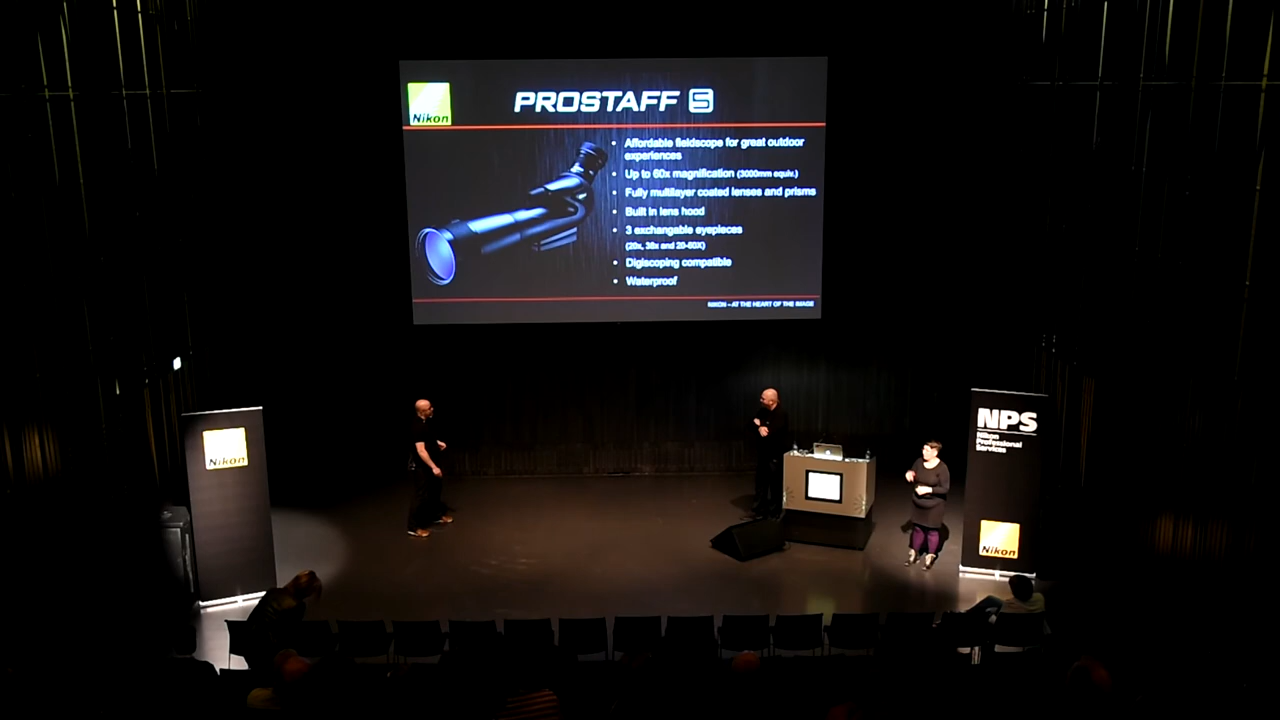 Nikon
PROSTAFF 5
• Affordable fieldscope for great outdoor
experiences
• Up to 60x magnification (3000mm equiv.)
• Fully multilayer coated lenses and prisms
• Built in lens hood
• 3 exchangable eyepieces
(20x, 38x and 20-60X)
• Digiscoping compatible
• Waterproof
NIKON – AT THE HEART OF THE IMAGE
Nikon
NPS
Nikon
Professional
Services
Nikon